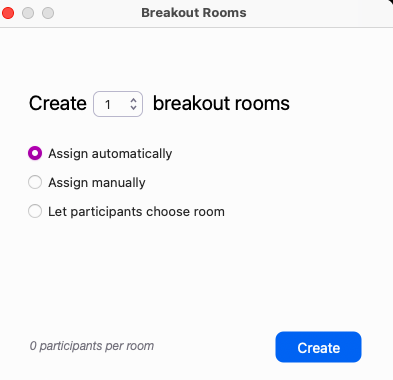 Breakout Rooms
Create 1 breakout rooms
Assign automatically
Assign manually
Let participants choose room
0 participants per room
Create